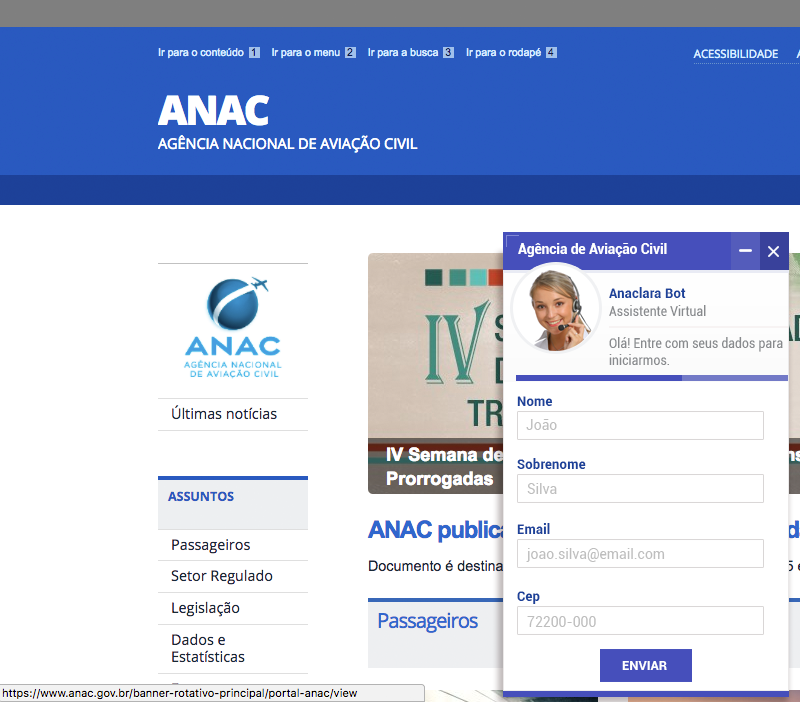 Ir para o conteúdo 1 Ir para o menu 2 Ir para a busca 3 Ir para o rodapé 4
ACESSIBILIDADE
ANAC
AGÊNCIA NACIONAL DE AVIAÇÃO CIVIL
ANAC
AGÊNCIA NACIONAL
DE AVIAÇÃO CIVIL
Últimas notícias
ASSUNTOS
Passageiros
Setor Regulado
Legislação
Dados e
Estatísticas
IV
IV Semana de
Prorrogadas
ANAC publica
Documento é destina
Passageiros
Agência de Aviação Civil
Anaclara Bot
Assistente Virtual
Olá! Entre com seus dados para
iniciarmos.
Nome
João
Sobrenome
Silva
Email
joao.silva@email.com
Cep
72200-000
ENVIAR
https://www.anac.gov.br/banner-rotativo-principal/portal-anac/view